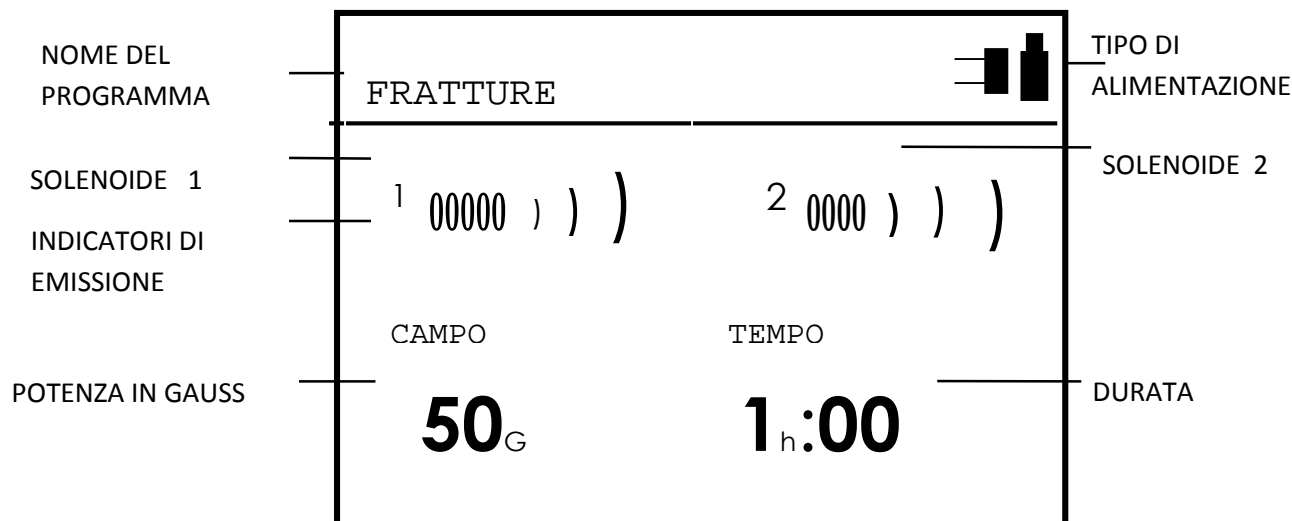 NOME DEL
PROGRAMMA
FRATTURE
TIPO DI
ALIMENTAZIONE
SOLENOIDE 1
1 00000 ) ) )
2 0000 ) ) )
SOLENOIDE 2
INDICATORI DI
EMISSIONE
CAMPO
TEMPO
POTENZA IN GAUSS
50G
1h:00
DURATA